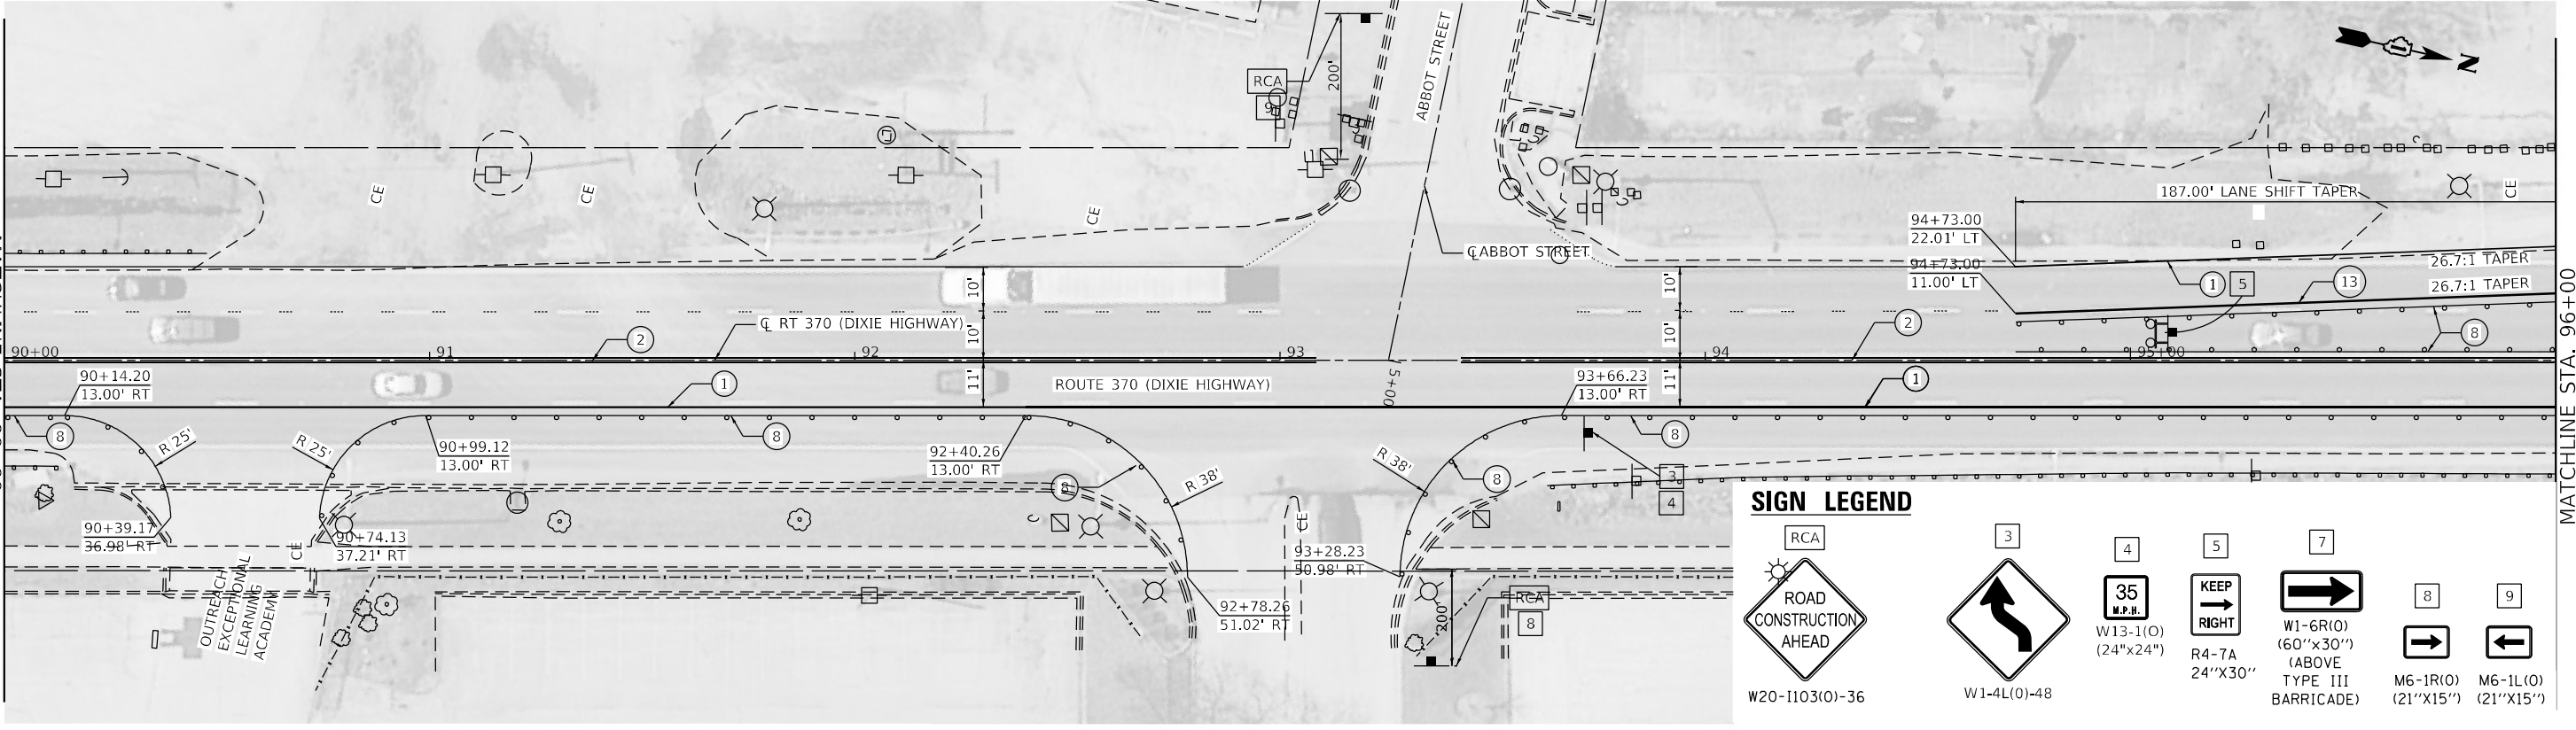 ABBOT STREET
200'
RCA
9
N
CE
CE
CE
CE
187.00' LANE SHIFT TAPER
94+73.00
22.01' LT
94+73.00
11.00' LT
℄ ABBOT STREET
26.7:1 TAPER
26.7:1 TAPER
1
5
13
8
10'
10'
11'
10'
10'
11'
℄ RT 370 (DIXIE HIGHWAY)
2
2
90+00
91
92
93
94
95+00
5+00
ROUTE 370 (DIXIE HIGHWAY)
1
1
MATCHLINE STA. 96+00
90+14.20
13.00' RT
93+66.23
13.00' RT
8
R 25'
R 25'
90+99.12
13.00' RT
8
92+40.26
13.00' RT
8
R 38'
R 38'
8
8
3
4
90+39.17
36.98' RT
CE
90+74.13
37.21' RT
OUTREACH
EXCEPTIONAL
LEARNING
ACADEMY
CE
93+28.23
50.98' RT
92+78.26
51.02' RT
200'
RCA
8
SIGN LEGEND
RCA
ROAD
CONSTRUCTION
AHEAD
W20-I103(O)-36
3
W1-4L(O)-48
4
35
M.P.H.
W13-1(O)
(24"x24")
5
KEEP
RIGHT
R4-7A
24"X30"
7
W1-6R(O)
(60"x30")
(ABOVE
TYPE III
BARRICADE)
8
M6-1R(O)
(21"X15")
9
M6-1L(O)
(21"X15")